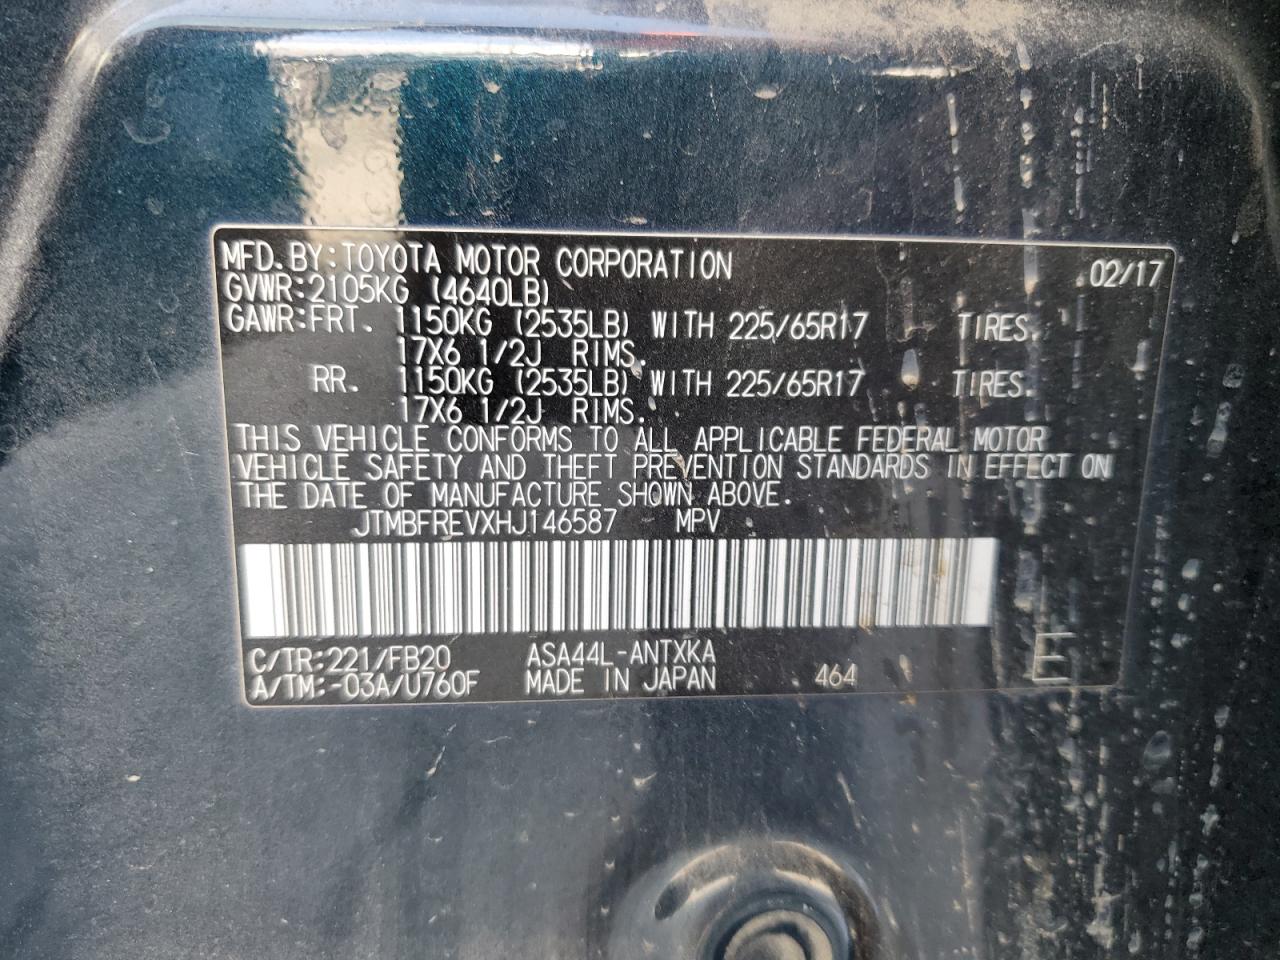 MFD. BY: TOYOTA MOTOR CORPORATION 02/17
GVWR: 2105KG (4640LB)
GAWR: FRT. 1150KG (2535LB) WITH 225/65R17 TIRES.
17X6 1/2J RIMS.
RR. 1150KG (2535LB) WITH 225/65R17 TIRES.
17X6 1/2J RIMS.
THIS VEHICLE CONFORMS TO ALL APPLICABLE FEDERAL MOTOR
VEHICLE SAFETY AND THEFT PREVENTION STANDARDS IN EFFECT ON
THE DATE OF MANUFACTURE SHOWN ABOVE.
JTMBFREVXHJ146587 MPV
C/TR: 221/FB20 ASA44L-ANTXKA E
A/TM: -03A/U760F MADE IN JAPAN 464